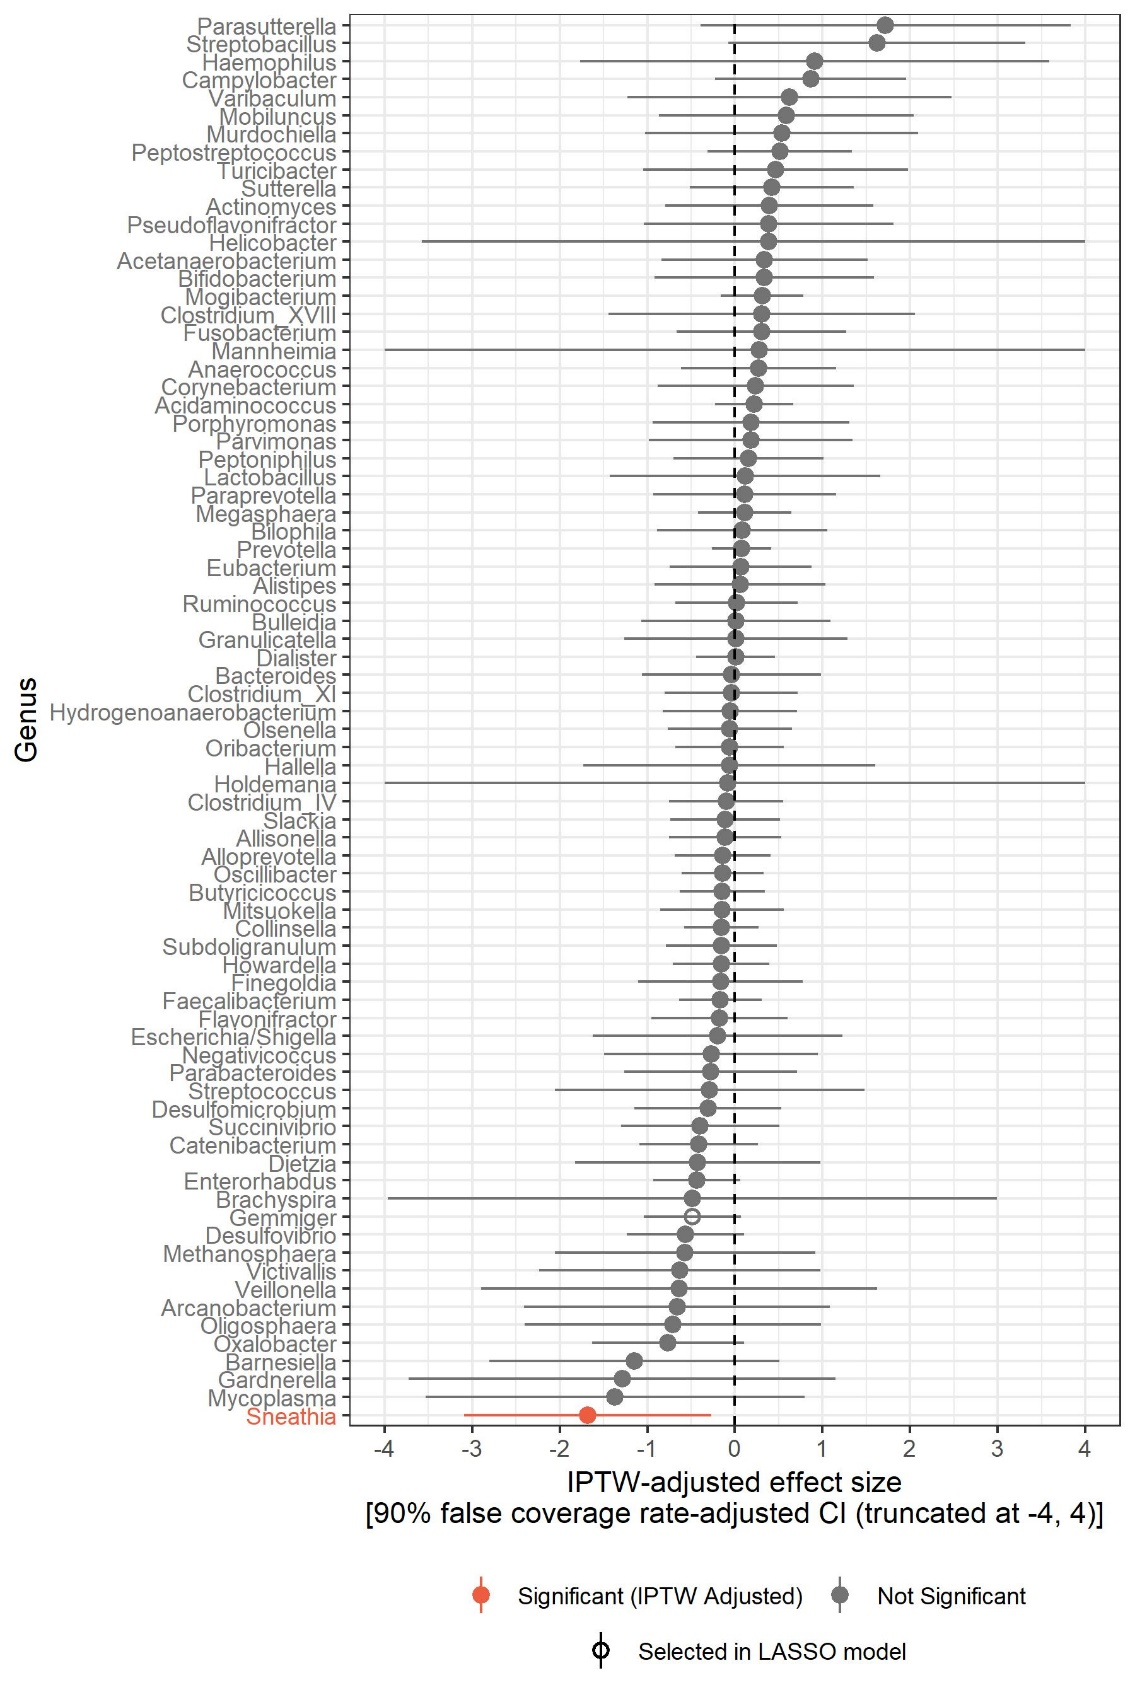 Parasutterella
Streptobacillus
Haemophilus
Campylobacter
Varibaculum
Mobiluncus
Murdochiella
Peptostreptococcus
Turicibacter
Sutterella
Actinomyces
Pseudoflavonifractor
Helicobacter
Acetanaerobacterium
Bifidobacterium
Mogibacterium
Clostridium_XVIII
Fusobacterium
Mannheimia
Anaerococcus
Corynebacterium
Acidaminococcus
Porphyromonas
Parvimonas
Peptoniphilus
Lactobacillus
Paraprevotella
Megasphaera
Bilophila
Prevotella
Eubacterium
Alistipes
Ruminococcus
Bulleidia
Granulicatella
Dialister
Bacteroides
Clostridium_XI
Hydrogenoanaerobacterium
Olsenella
Oribacterium
Hallella
Holdemania
Clostridium_IV
Slackia
Allisonella
Alloprevotella
Oscillibacter
Butyricicoccus
Mitsuokella
Collinsella
Subdoligranulum
Howardella
Finegoldia
Faecalibacterium
Flavonifractor
Escherichia/Shigella
Negativicoccus
Parabacteroides
Streptococcus
Desulfomicrobium
Succinivibrio
Catenibacterium
Dietzia
Enterorhabdus
Brachyspira
Gemmiger
Desulfovibrio
Methanosphaera
Victivallis
Veillonella
Arcanobacterium
Oligosphaera
Oxalobacter
Barnesiella
Gardnerella
Mycoplasma
Sneathia
Genus
-4 -3 -2 -1 0 1 2 3 4
IPTW-adjusted effect size
[90% false coverage rate-adjusted CI (truncated at -4, 4)]
Significant (IPTW Adjusted) Not Significant
Selected in LASSO model